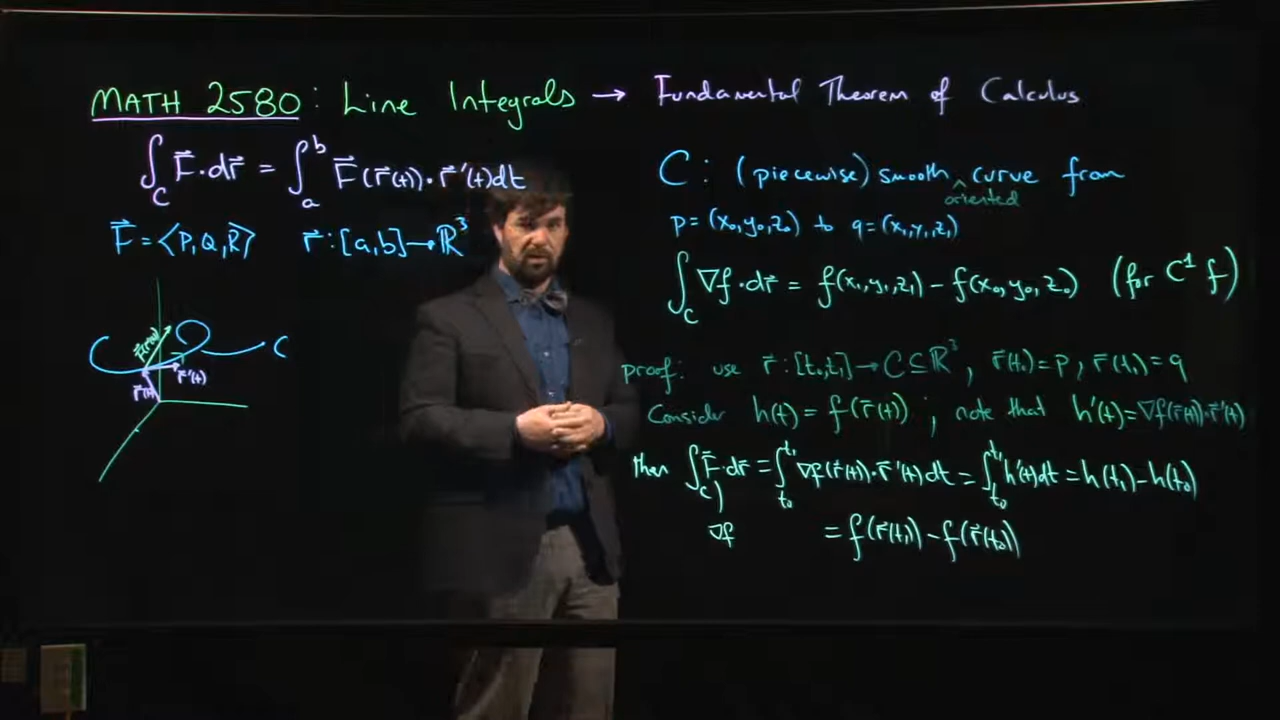 MATH 2580: Line Integrals → Fundamental Theorem of Calculus
∫_C F⃗·dr⃗ = ∫_a^b F⃗(r⃗(t))·r⃗'(t)dt
F⃗ = <P,Q,R> r⃗:[a,b]→ℝ³
F⃗(r(t))
C
r⃗'(t)
r⃗(t)
C: (piecewise) smooth ^ curve from
oriented
p=(x₀,y₀,z₀) to q=(x₁,y₁,z₁)
∫_C ∇f·dr⃗ = f(x₁,y₁,z₁) - f(x₀,y₀,z₀) (for C¹ f)
proof: use r⃗:[t₀,t₁]→C⊆ℝ³, r⃗(t₀)=p, r⃗(t₁)=q
Consider h(t) = f(r⃗(t)); note that h'(t)=∇f(r⃗(t))·r⃗'(t)
then ∫_C F⃗·dr⃗ = ∫_{t₀}^{t₁} ∇f(r⃗(t))·r⃗'(t)dt = ∫_{t₀}^{t₁} h'(t)dt = h(t₁)-h(t₀)
∇f = f(r⃗(t₁)) - f(r⃗(t₀))